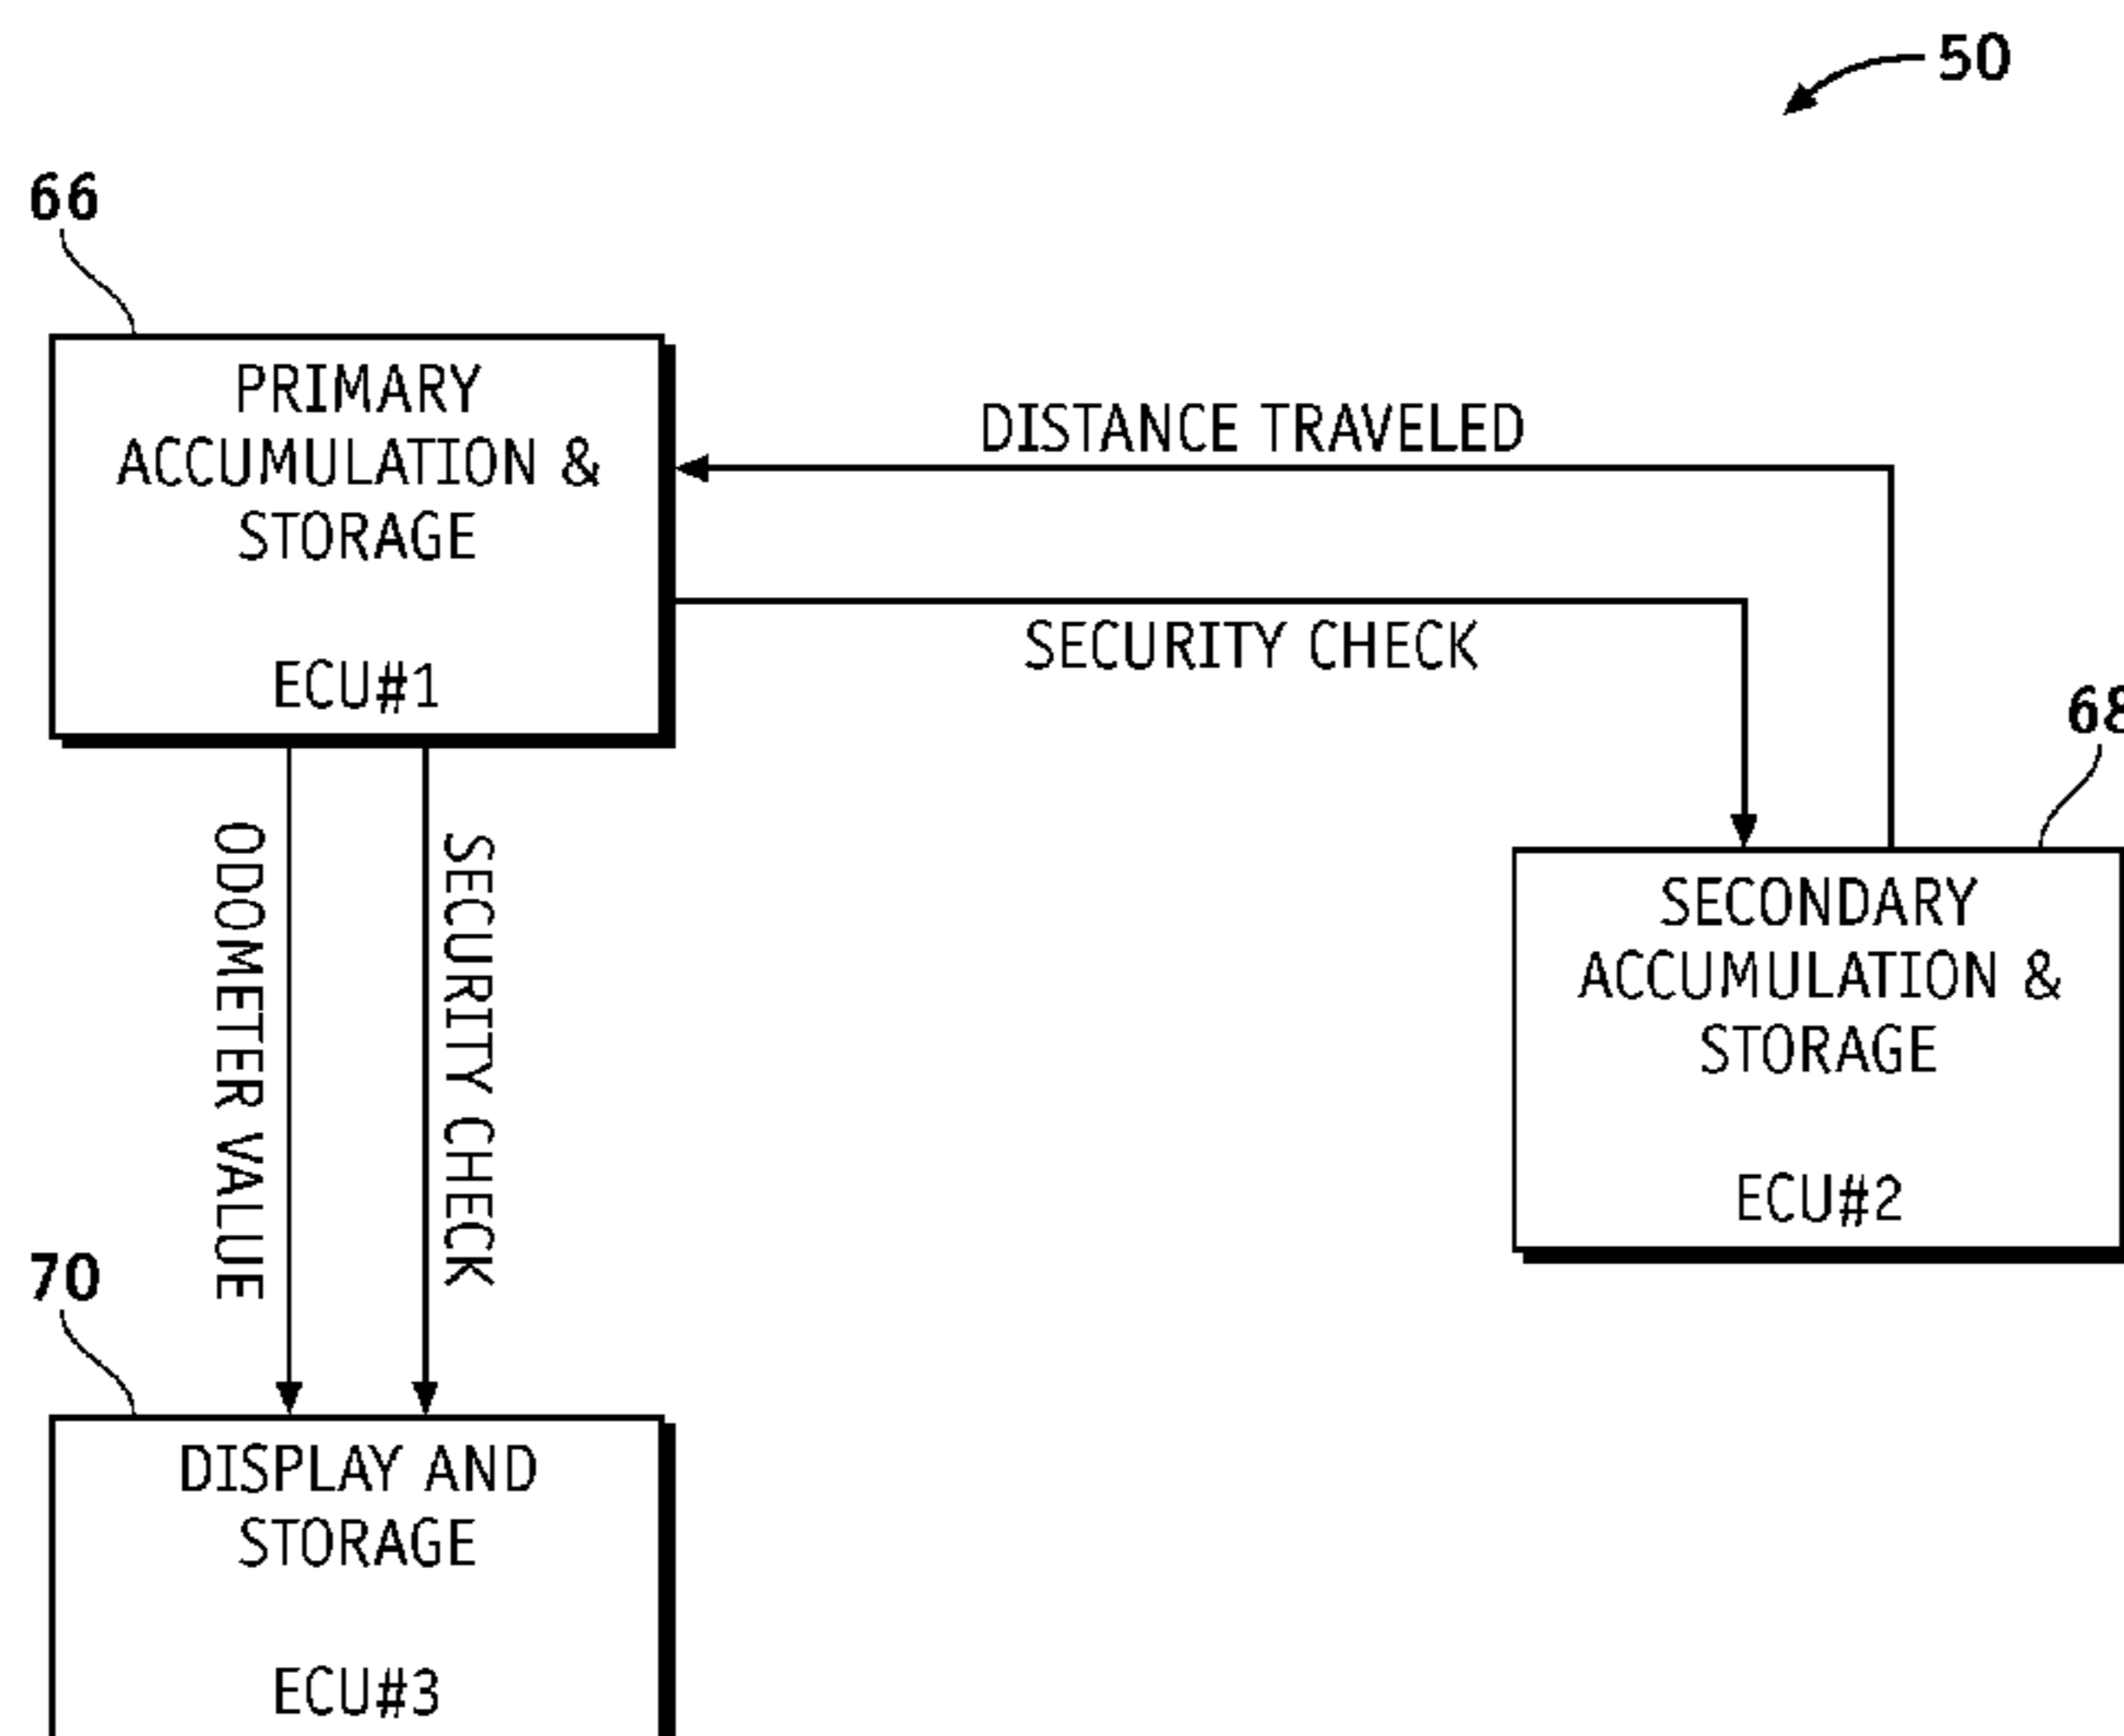 50
66
PRIMARY
ACCUMULATION &
STORAGE
ECU#1
DISTANCE TRAVELED
SECURITY CHECK
68
SECONDARY
ACCUMULATION &
STORAGE
ECU#2
ODOMETER VALUE
SECURITY CHECK
70
DISPLAY AND
STORAGE
ECU#3